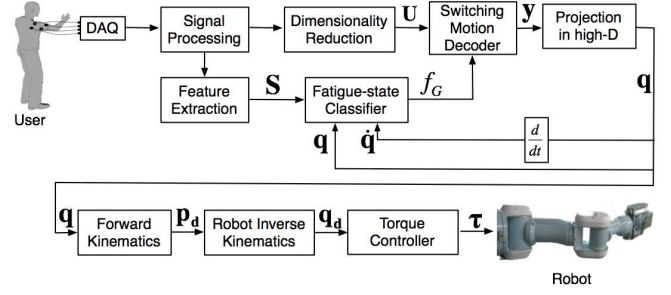 User
DAQ
Signal
Processing
Dimensionality
Reduction
U
Switching
Motion
Decoder
y
Projection
in high-D
q
Feature
Extraction
S
Fatigue-state
Classifier
f_G
q
q̇
d
dt
q
Forward
Kinematics
p_d
Robot Inverse
Kinematics
q_d
Torque
Controller
τ
Robot